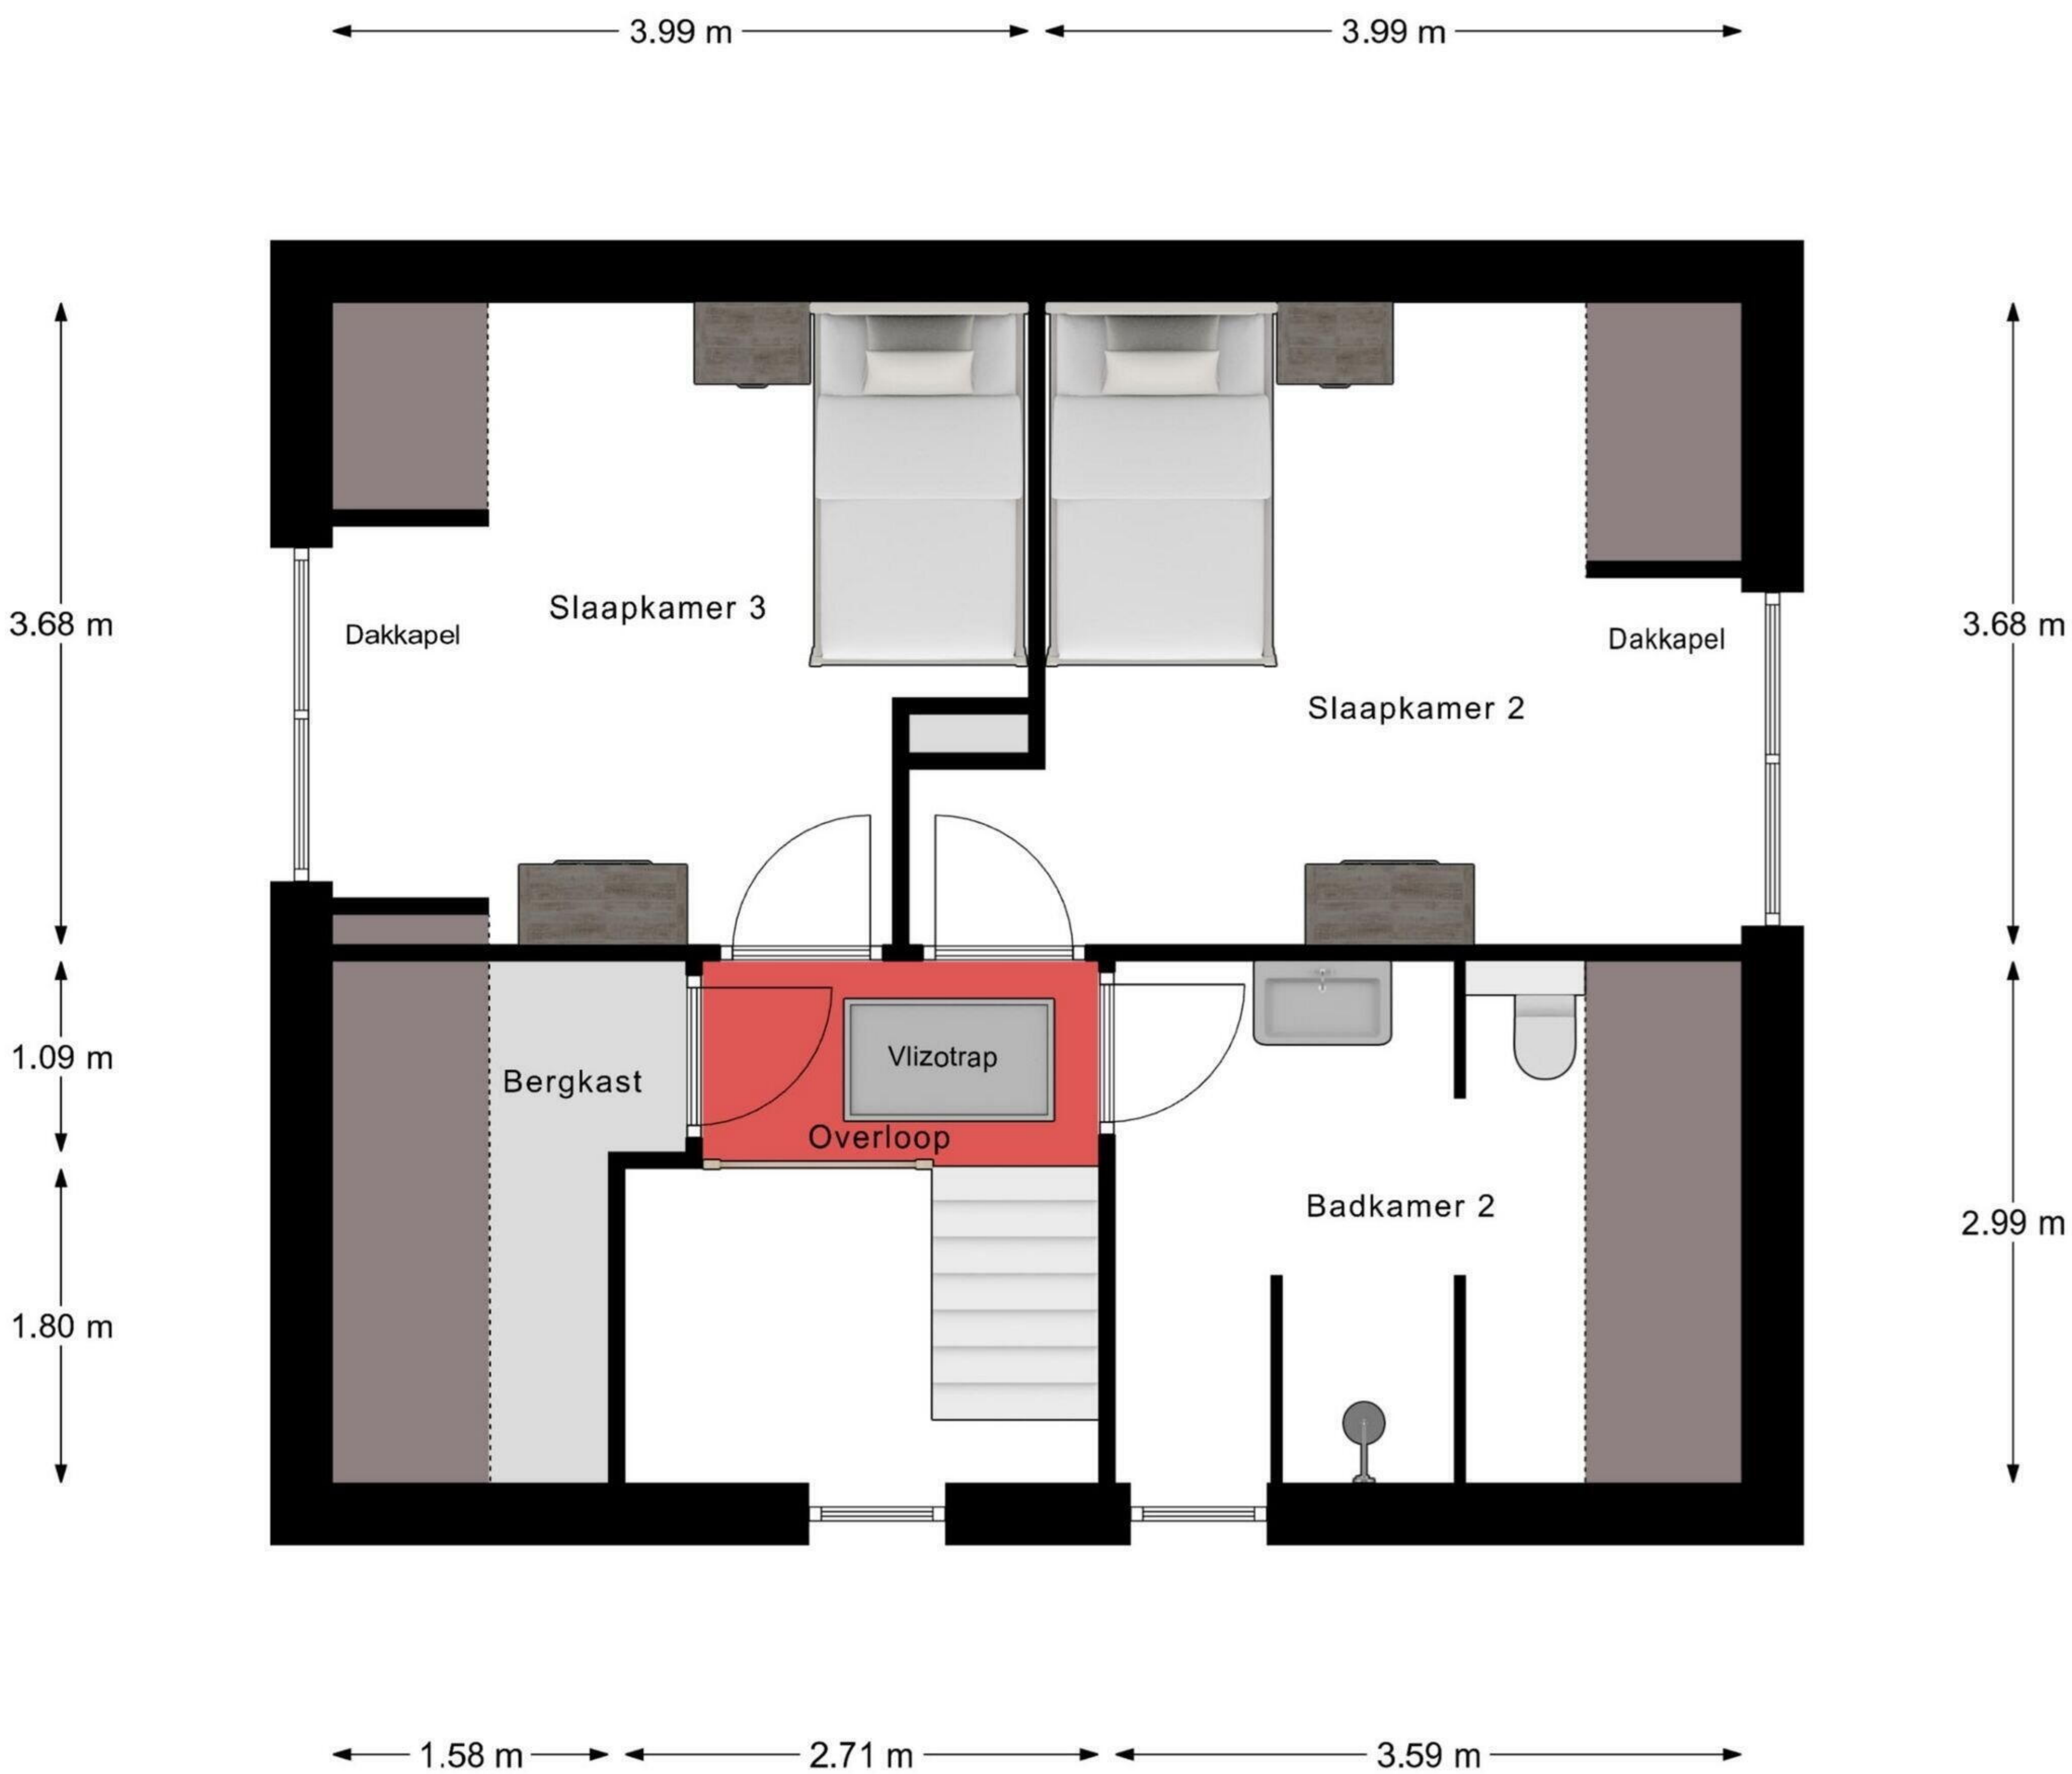 3.99 m
3.99 m
Slaapkamer 3
3.68 m
3.68 m
Dakkapel
Dakkapel
Slaapkamer 2
Vlizotrap
1.09 m
Bergkast
Overloop
Badkamer 2
2.99 m
1.80 m
1.58 m
2.71 m
3.59 m